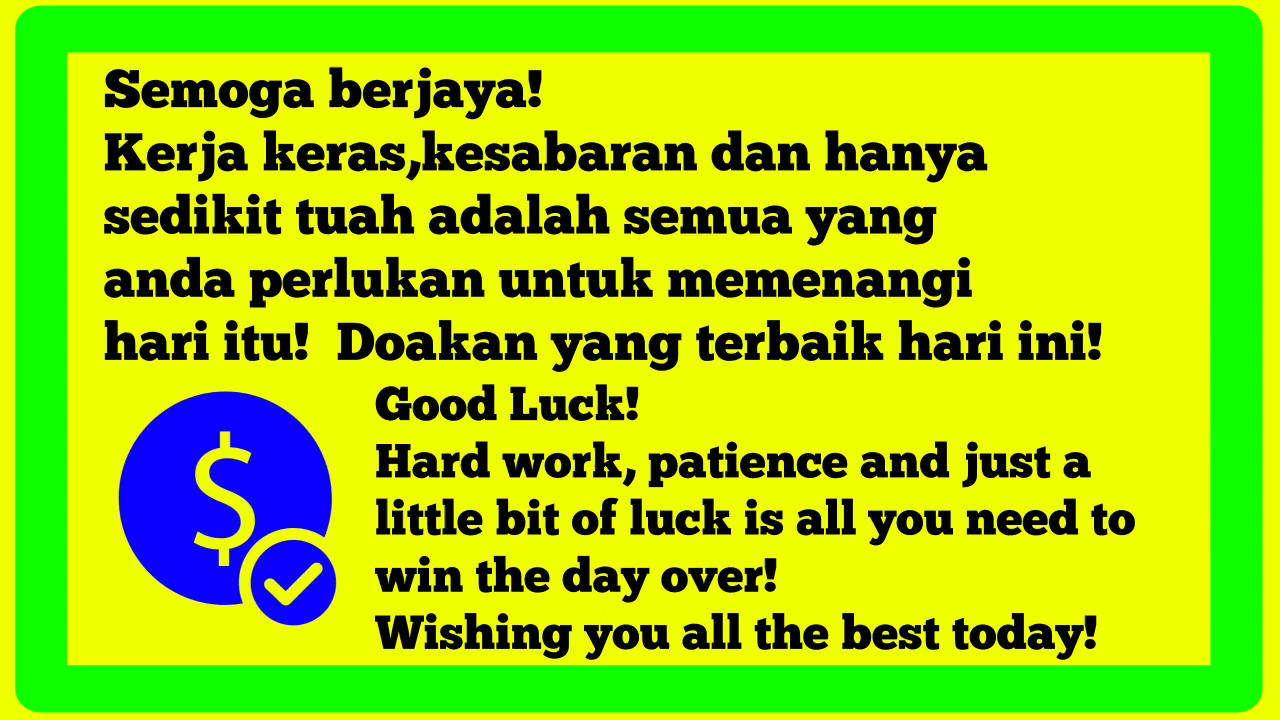 Semoga berjaya!
Kerja keras,kesabaran dan hanya
sedikit tuah adalah semua yang
anda perlukan untuk memenangi
hari itu!  Doakan yang terbaik hari ini!
$
Good Luck!
Hard work, patience and just a
little bit of luck is all you need to
win the day over!
Wishing you all the best today!